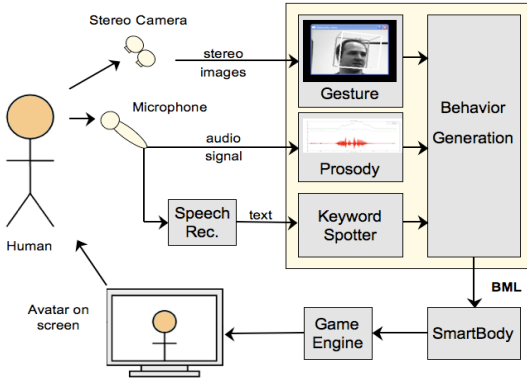 Stereo Camera
stereo
images
Gesture
Behavior
Generation
Microphone
audio
signal
Prosody
Speech
Rec.
text
Keyword
Spotter
Human
BML
Avatar on
screen
Game
Engine
SmartBody